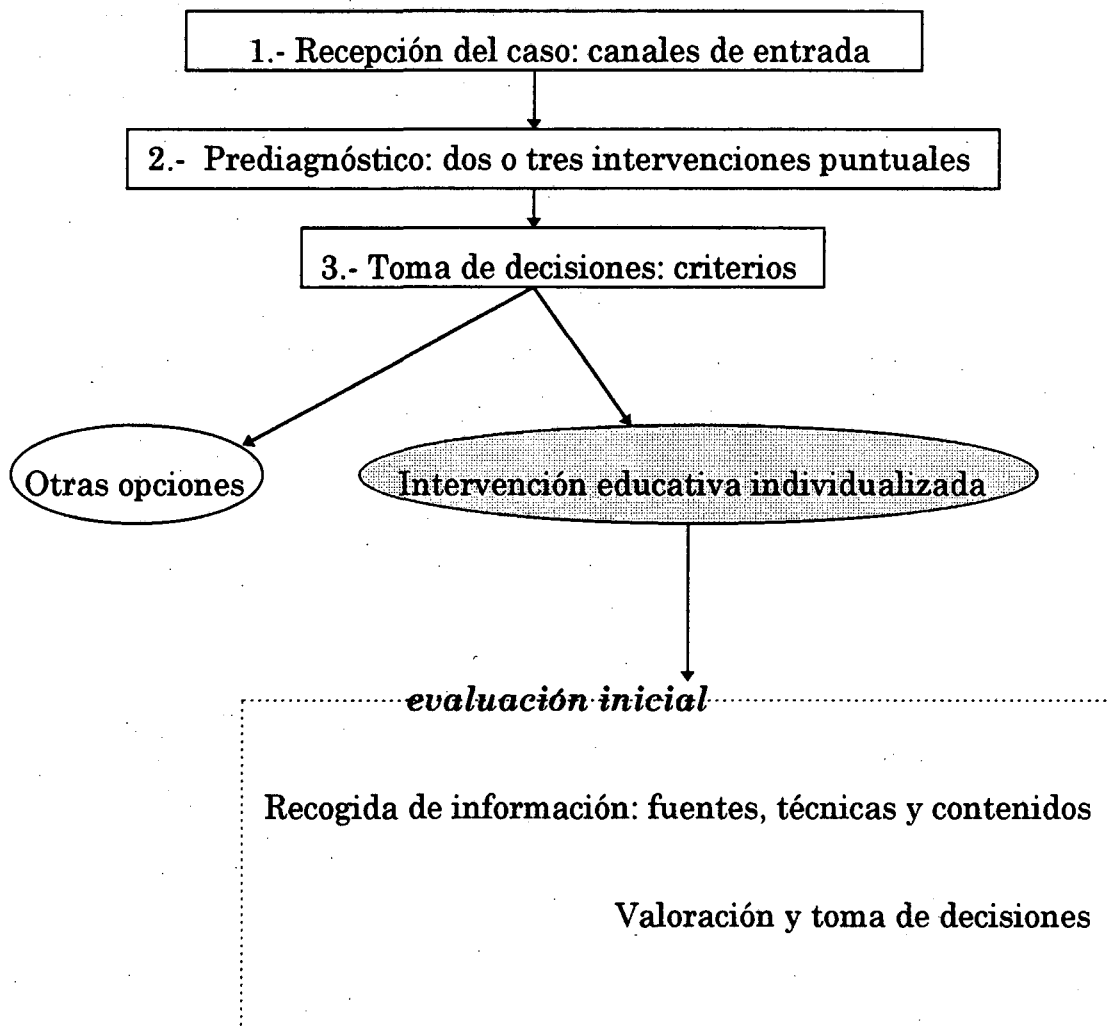 1.- Recepción del caso: canales de entrada
2.- Prediagnóstico: dos o tres intervenciones puntuales
3.- Toma de decisiones: criterios
Otras opciones
Intervención educativa individualizada
evaluación inicial
Recogida de información: fuentes, técnicas y contenidos
Valoración y toma de decisiones